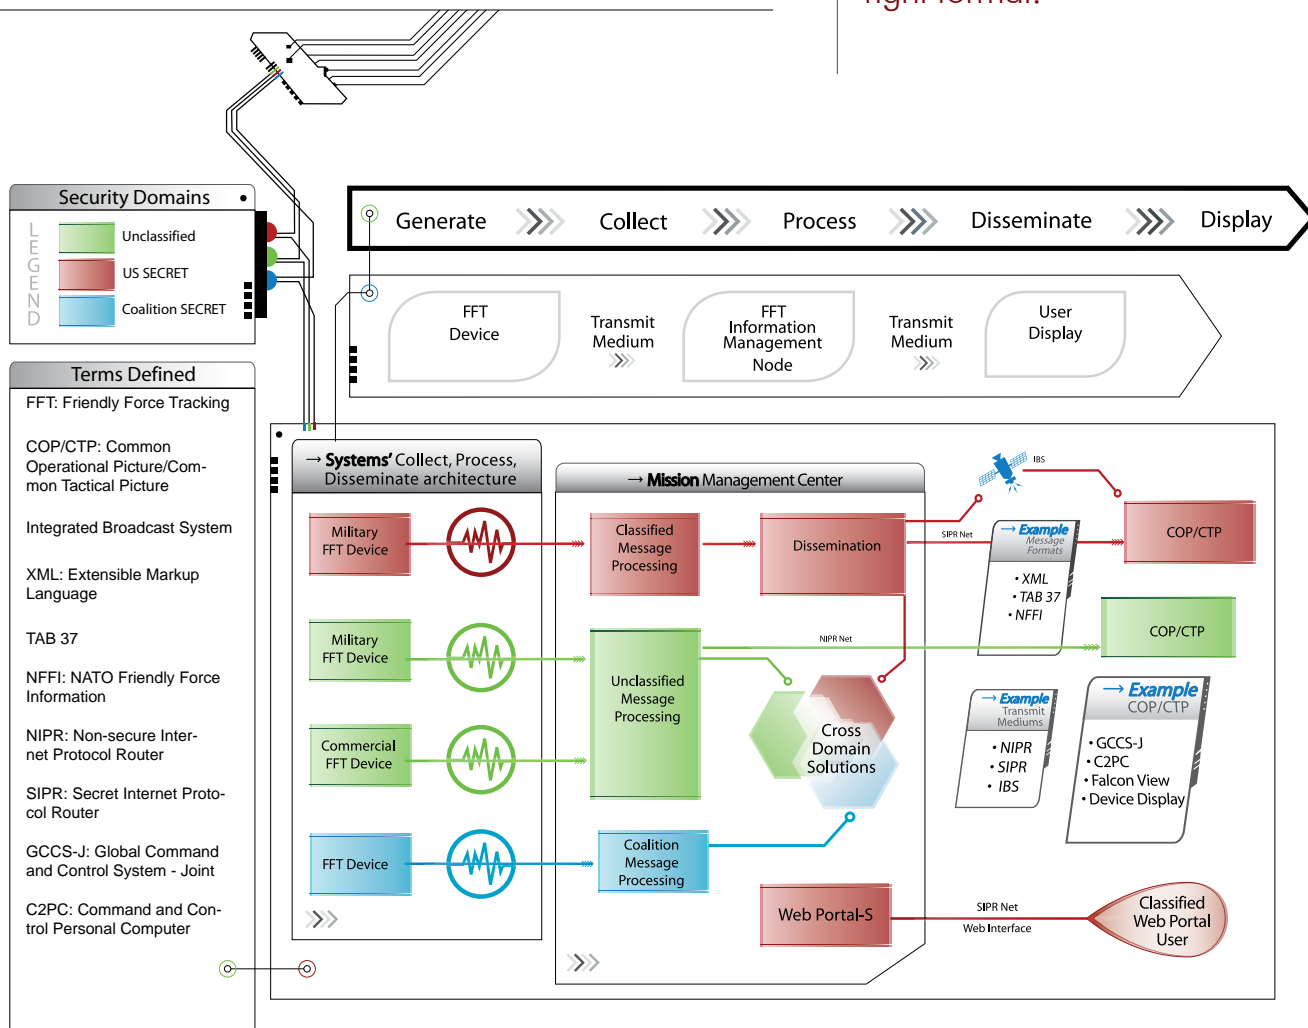 right format.
Security Domains
LEGEND
Unclassified
US SECRET
Coalition SECRET
Generate
Collect
Process
Disseminate
Display
FFT
Device
Transmit
Medium
FFT
Information
Management
Node
Transmit
Medium
User
Display
Terms Defined
FFT: Friendly Force Tracking
COP/CTP: Common
Operational Picture/Com-
mon Tactical Picture
Integrated Broadcast System
XML: Extensible Markup
Language
TAB 37
NFFI: NATO Friendly Force
Information
NIPR: Non-secure Inter-
net Protocol Router
SIPR: Secret Internet Proto-
col Router
GCCS-J: Global Command
and Control System - Joint
C2PC: Command and Con-
trol Personal Computer
→ Systems' Collect, Process,
Disseminate architecture
Military
FFT Device
Military
FFT Device
Commercial
FFT Device
FFT Device
→ Mission Management Center
Classified
Message
Processing
Dissemination
Unclassified
Message
Processing
Cross
Domain
Solutions
Coalition
Message
Processing
Web Portal-S
IBS
SIPR Net
NIPR Net
→ Example
Message
Formats
• XML
• TAB 37
• NFFI
COP/CTP
COP/CTP
→ Example
Transmit
Mediums
• NIPR
• SIPR
• IBS
→ Example
COP/CTP
• GCCS-J
• C2PC
• Falcon View
• Device Display
SIPR Net
Web Interface
Classified
Web Portal
User